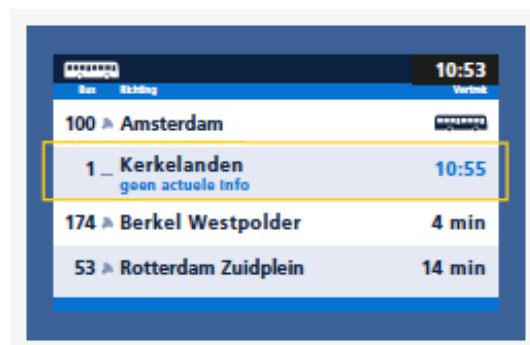 10:53
Bus Richting Vertrek
100 Amsterdam
1 Kerkelanden 10:55
geen actuele info
174 Berkel Westpolder 4 min
53 Rotterdam Zuidplein 14 min